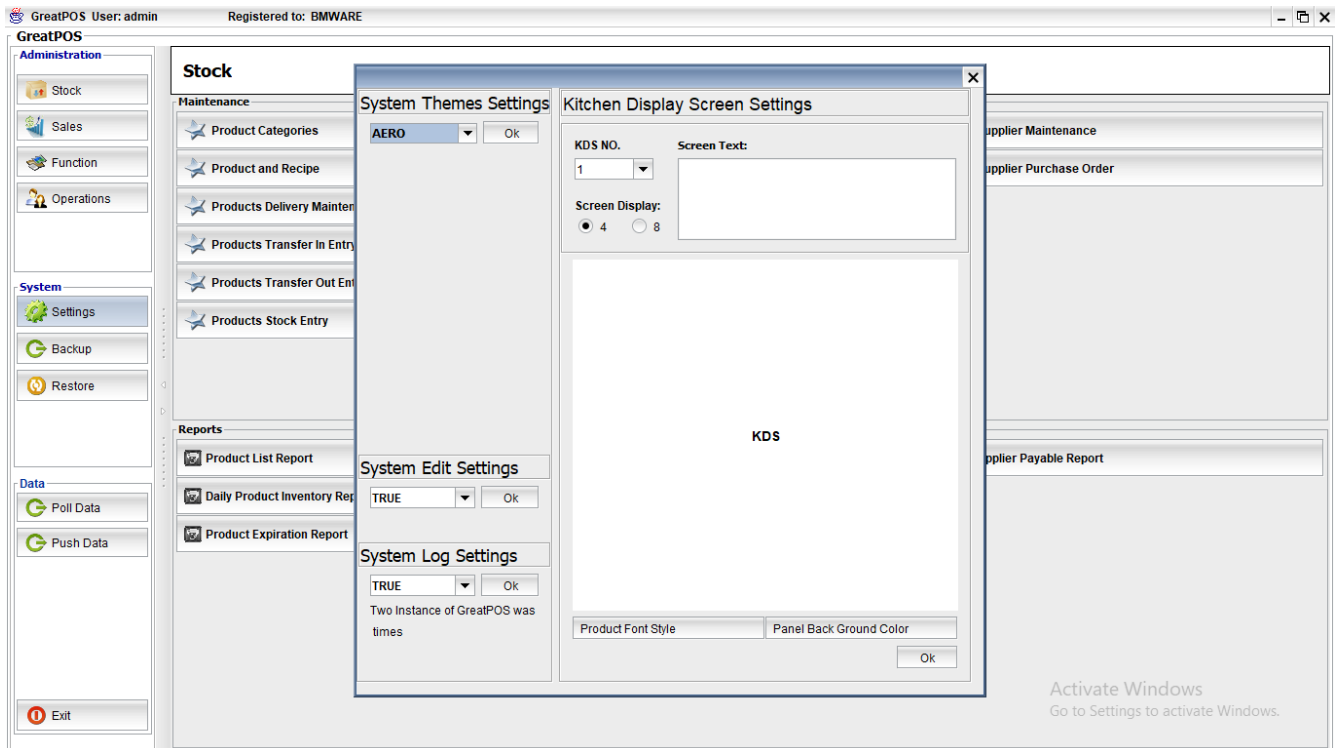 GreatPOS User: admin Registered to: BMWARE
GreatPOS
Administration
Stock
Sales
Function
Operations
System
Settings
Backup
Restore
Data
Poll Data
Push Data
Exit
Stock
Maintenance
Product Categories
Product and Recipe
Products Delivery Mainten
Products Transfer In Entry
Products Transfer Out Ent
Products Stock Entry
Reports
Product List Report
Daily Product Inventory Rep
Product Expiration Report
System Themes Settings
AERO Ok
System Edit Settings
TRUE Ok
System Log Settings
TRUE Ok
Two Instance of GreatPOS was
times
Kitchen Display Screen Settings
KDS NO. Screen Text:
1
Screen Display:
4 8
KDS
Product Font Style Panel Back Ground Color
Ok
upplier Maintenance
upplier Purchase Order
pplier Payable Report
Activate Windows
Go to Settings to activate Windows.